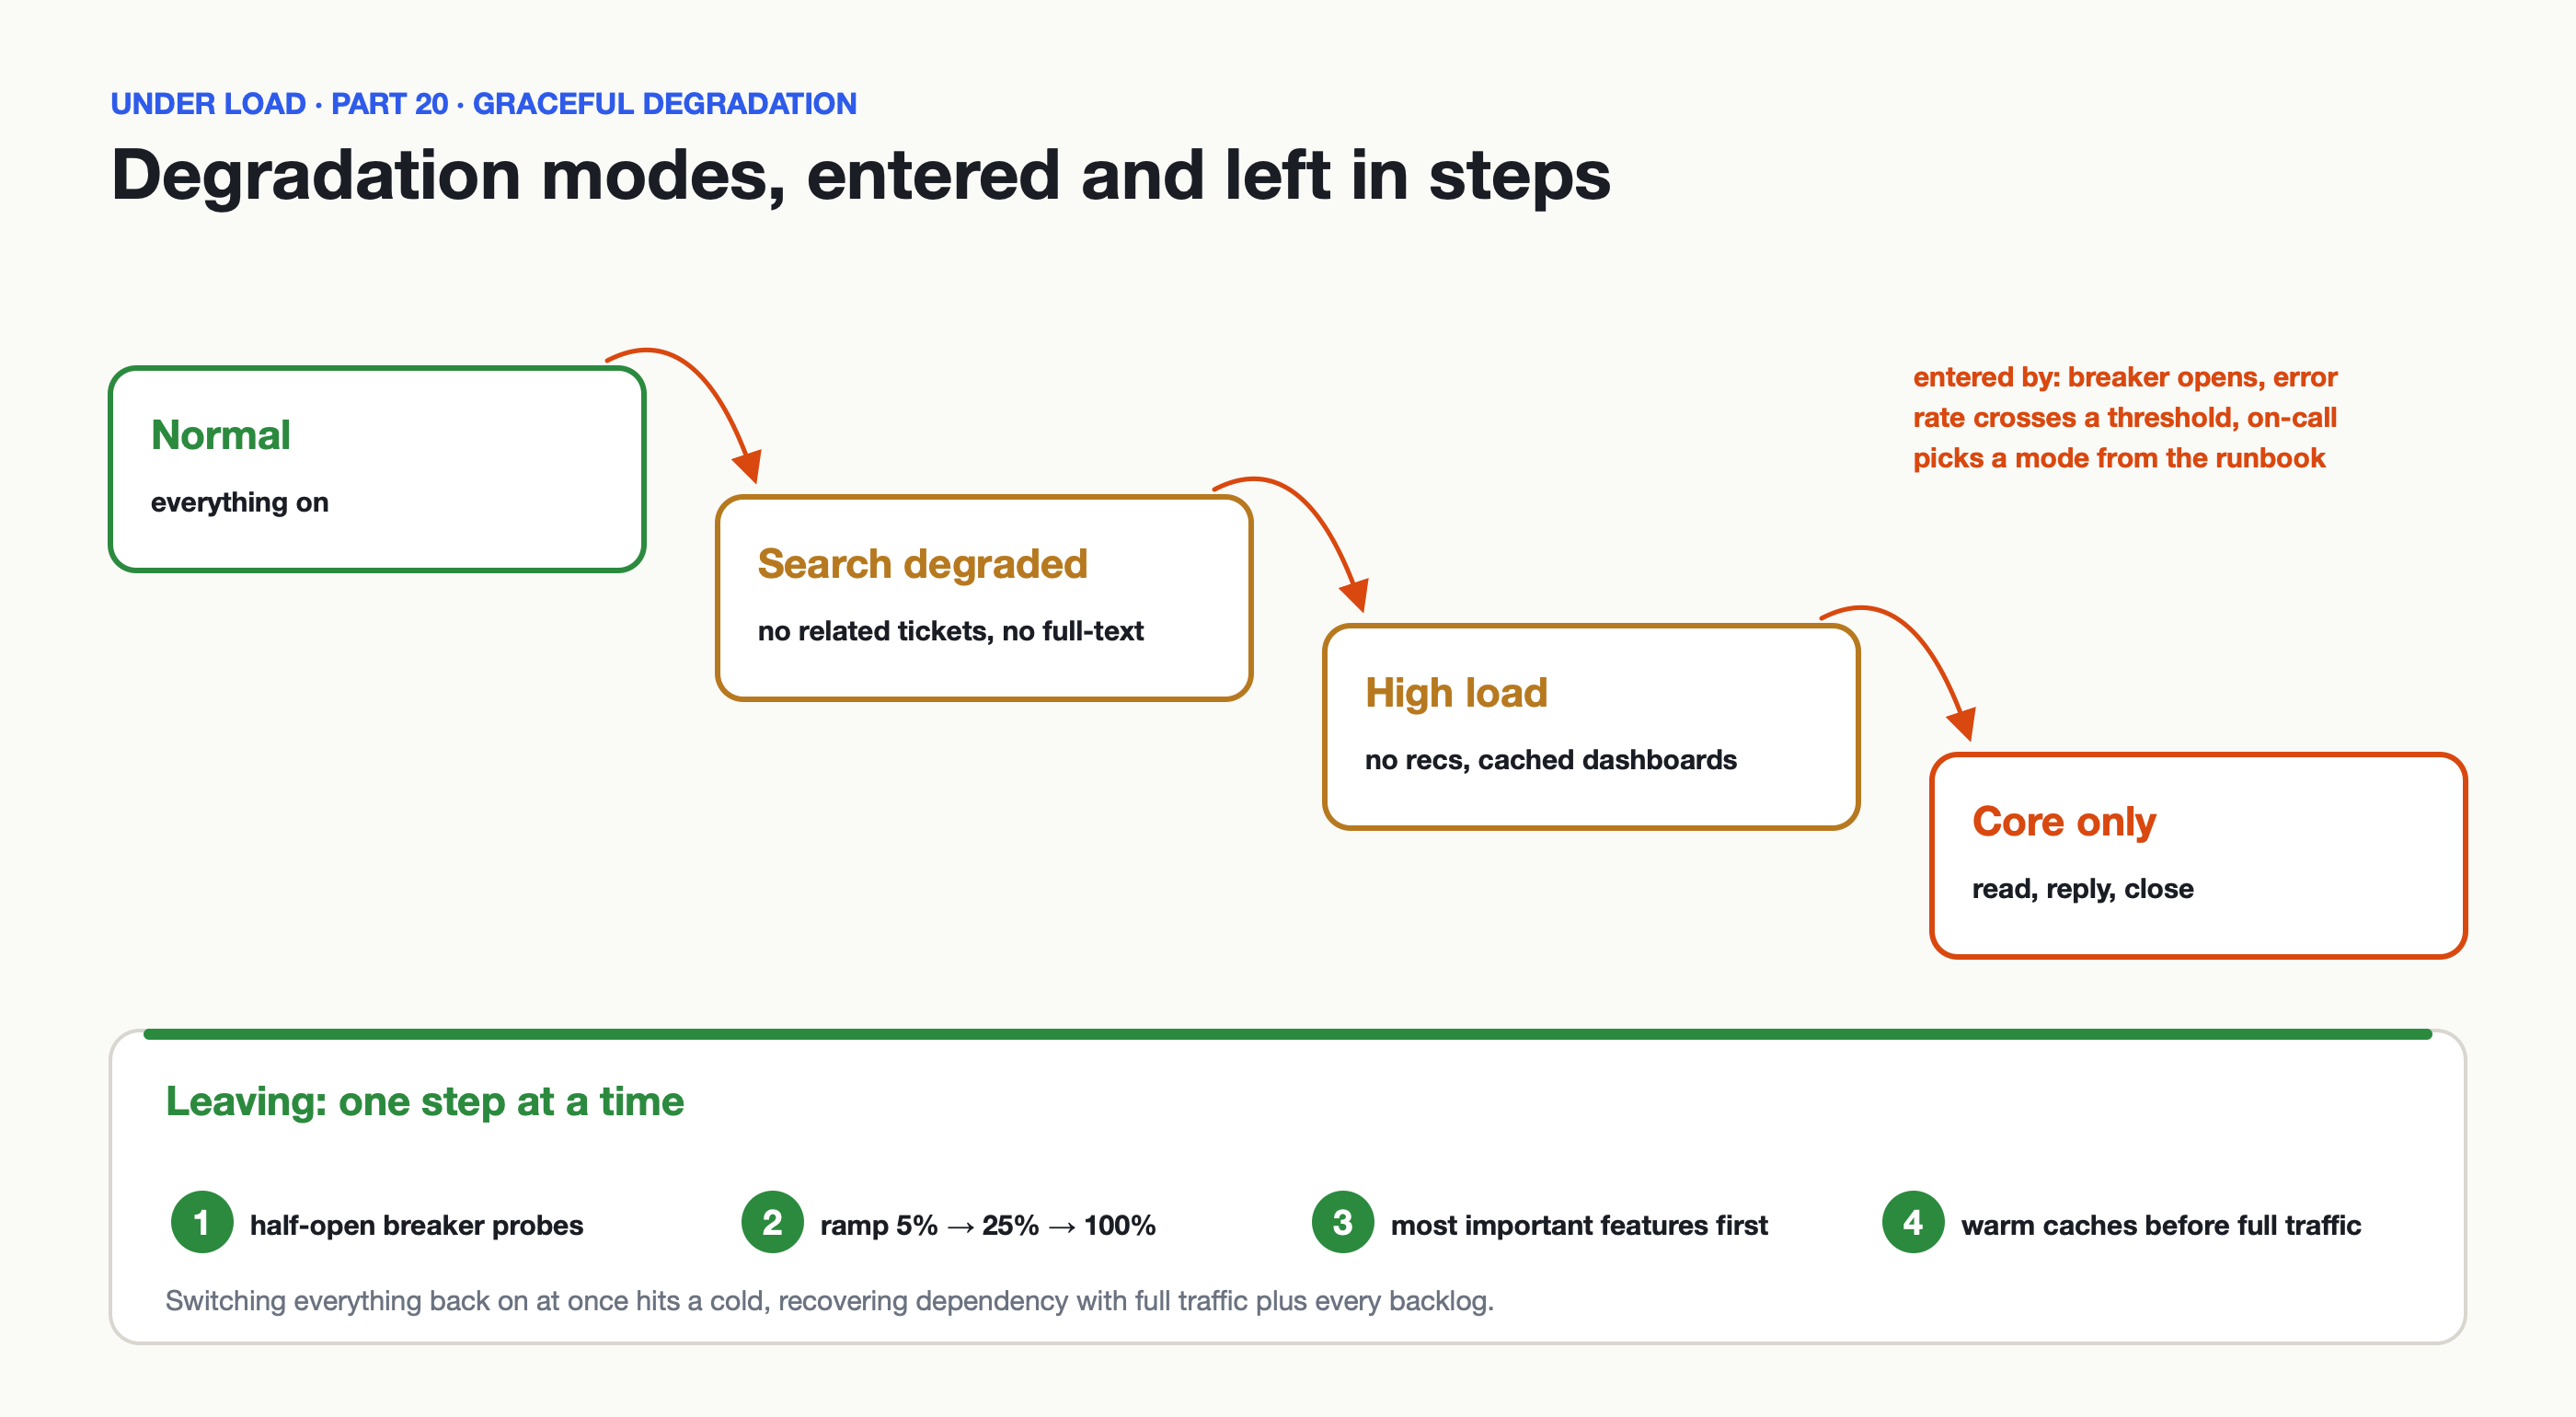 UNDER LOAD · PART 20 · GRACEFUL DEGRADATION
Degradation modes, entered and left in steps
Normal
everything on
entered by: breaker opens, error
rate crosses a threshold, on-call
picks a mode from the runbook
Search degraded
no related tickets, no full-text
High load
no recs, cached dashboards
Core only
read, reply, close
Leaving: one step at a time
1 half-open breaker probes
2 ramp 5% → 25% → 100%
3 most important features first
4 warm caches before full traffic
Switching everything back on at once hits a cold, recovering dependency with full traffic plus every backlog.